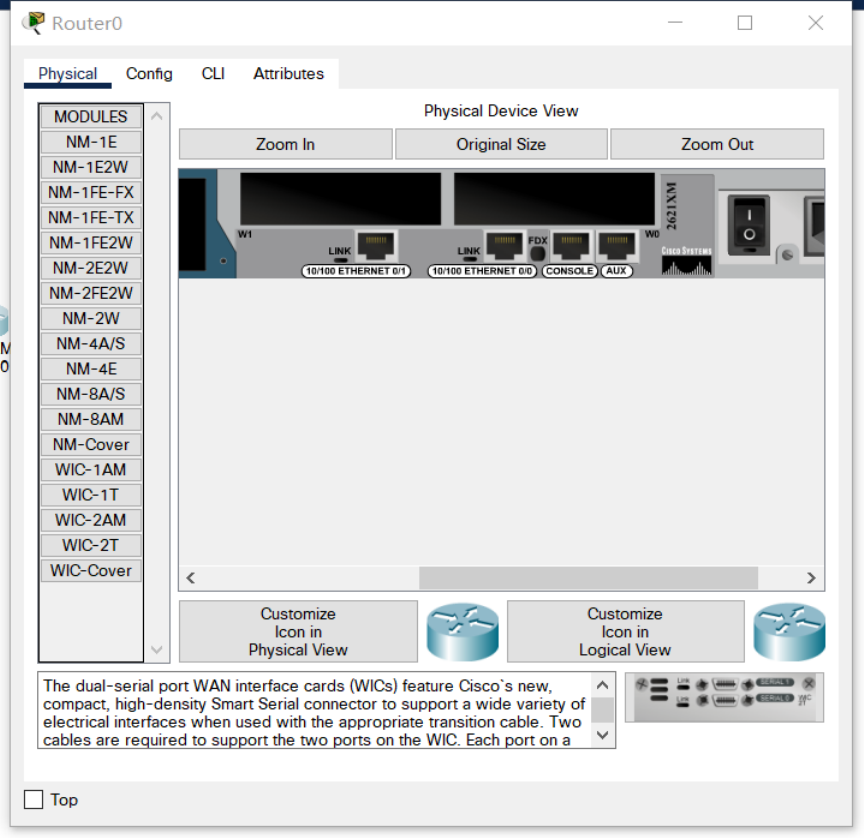 Router0
Physical Config CLI Attributes
MODULES
NM-1E
NM-1E2W
NM-1FE-FX
NM-1FE-TX
NM-1FE2W
NM-2E2W
NM-2FE2W
NM-2W
NM-4A/S
NM-4E
NM-8A/S
NM-8AM
NM-Cover
WIC-1AM
WIC-1T
WIC-2AM
WIC-2T
WIC-Cover
Physical Device View
Zoom In Original Size Zoom Out
2621XM
W1 LINK LINK FDX W0 CISCO SYSTEMS
10/100 ETHERNET 0/1 10/100 ETHERNET 0/0 CONSOLE AUX
Customize
Icon in
Physical View
Customize
Icon in
Logical View
The dual-serial port WAN interface cards (WICs) feature Cisco`s new,
compact, high-density Smart Serial connector to support a wide variety of
electrical interfaces when used with the appropriate transition cable. Two
cables are required to support the two ports on the WIC. Each port on a
SERIAL 1
SERIAL 0
WIC
2T
Top